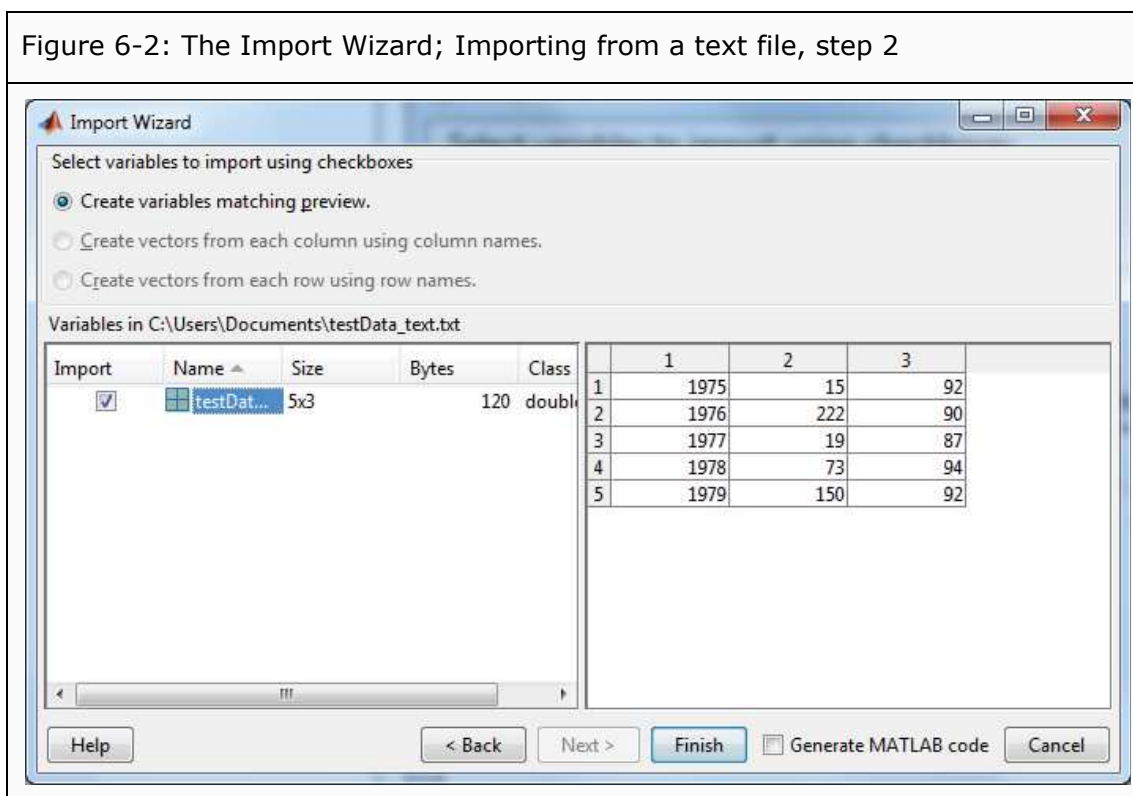 Figure 6-2: The Import Wizard; Importing from a text file, step 2
Import Wizard
Select variables to import using checkboxes
Create variables matching preview.
Create vectors from each column using column names.
Create vectors from each row using row names.
Variables in C:\Users\Documents\testData_text.txt
Import Name Size Bytes Class
testDat... 5x3 120 double
1 2 3
1 1975 15 92
2 1976 222 90
3 1977 19 87
4 1978 73 94
5 1979 150 92
Help < Back Next > Finish Generate MATLAB code Cancel